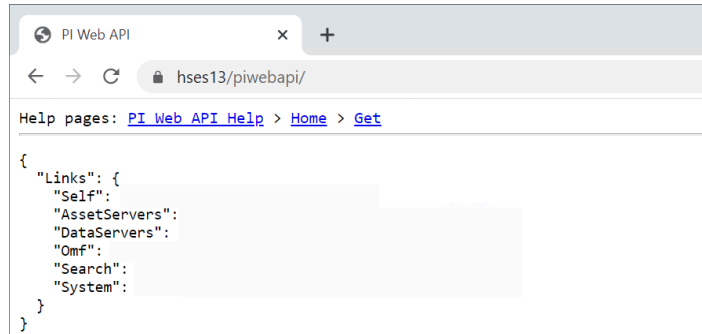 PI Web API
hses13/piwebapi/
Help pages: PI Web API Help > Home > Get
{
"Links": {
"Self":
"AssetServers":
"DataServers":
"Omf":
"Search":
"System":
}
}